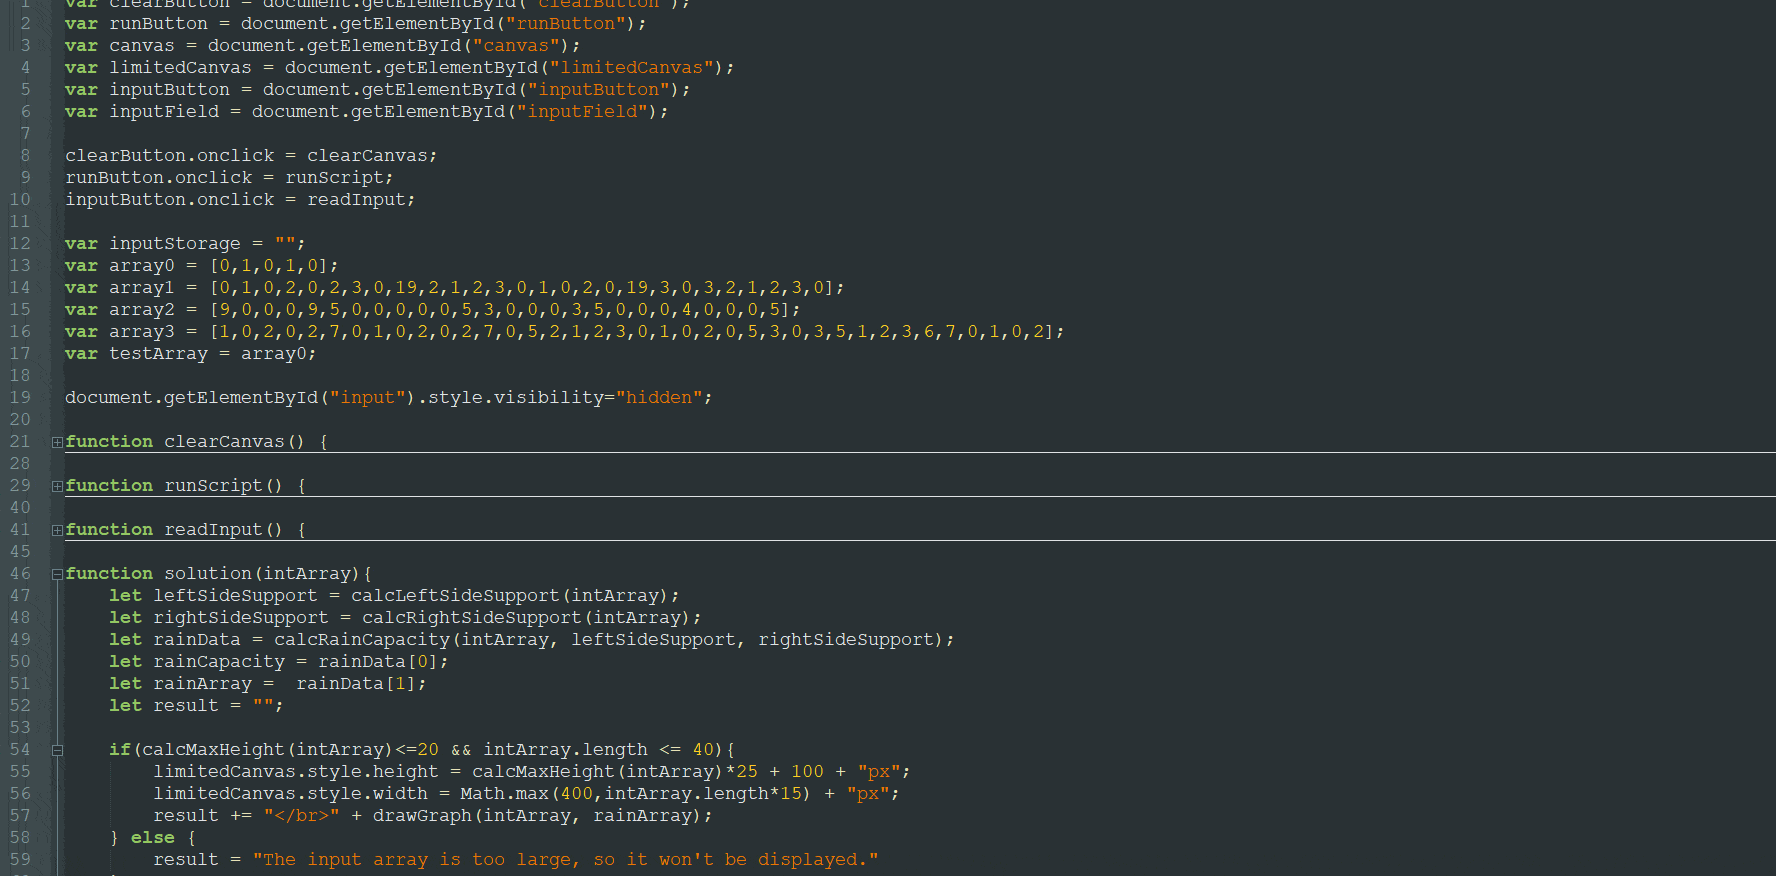 1 var clearButton = document.getElementById("clearButton");
2 var runButton = document.getElementById("runButton");
3 var canvas = document.getElementById("canvas");
4 var limitedCanvas = document.getElementById("limitedCanvas");
5 var inputButton = document.getElementById("inputButton");
6 var inputField = document.getElementById("inputField");
7
8 clearButton.onclick = clearCanvas;
9 runButton.onclick = runScript;
10 inputButton.onclick = readInput;
11
12 var inputStorage = "";
13 var array0 = [0,1,0,1,0];
14 var array1 = [0,1,0,2,0,2,3,0,19,2,1,2,3,0,1,0,2,0,19,3,0,3,2,1,2,3,0];
15 var array2 = [9,0,0,0,9,5,0,0,0,0,0,5,3,0,0,0,3,5,0,0,0,4,0,0,0,5];
16 var array3 = [1,0,2,0,2,7,0,1,0,2,0,2,7,0,5,2,1,2,3,0,1,0,2,0,5,3,0,3,5,1,2,3,6,7,0,1,0,2];
17 var testArray = array0;
18
19 document.getElementById("input").style.visibility="hidden";
20
21 function clearCanvas() {
28
29 function runScript() {
40
41 function readInput() {
45
46 function solution(intArray){
47     let leftSideSupport = calcLeftSideSupport(intArray);
48     let rightSideSupport = calcRightSideSupport(intArray);
49     let rainData = calcRainCapacity(intArray, leftSideSupport, rightSideSupport);
50     let rainCapacity = rainData[0];
51     let rainArray =  rainData[1];
52     let result = "";
53
54     if(calcMaxHeight(intArray)<=20 && intArray.length <= 40){
55         limitedCanvas.style.height = calcMaxHeight(intArray)*25 + 100 + "px";
56         limitedCanvas.style.width = Math.max(400,intArray.length*15) + "px";
57         result += "</br>" + drawGraph(intArray, rainArray);
58     } else {
59         result = "The input array is too large, so it won't be displayed."